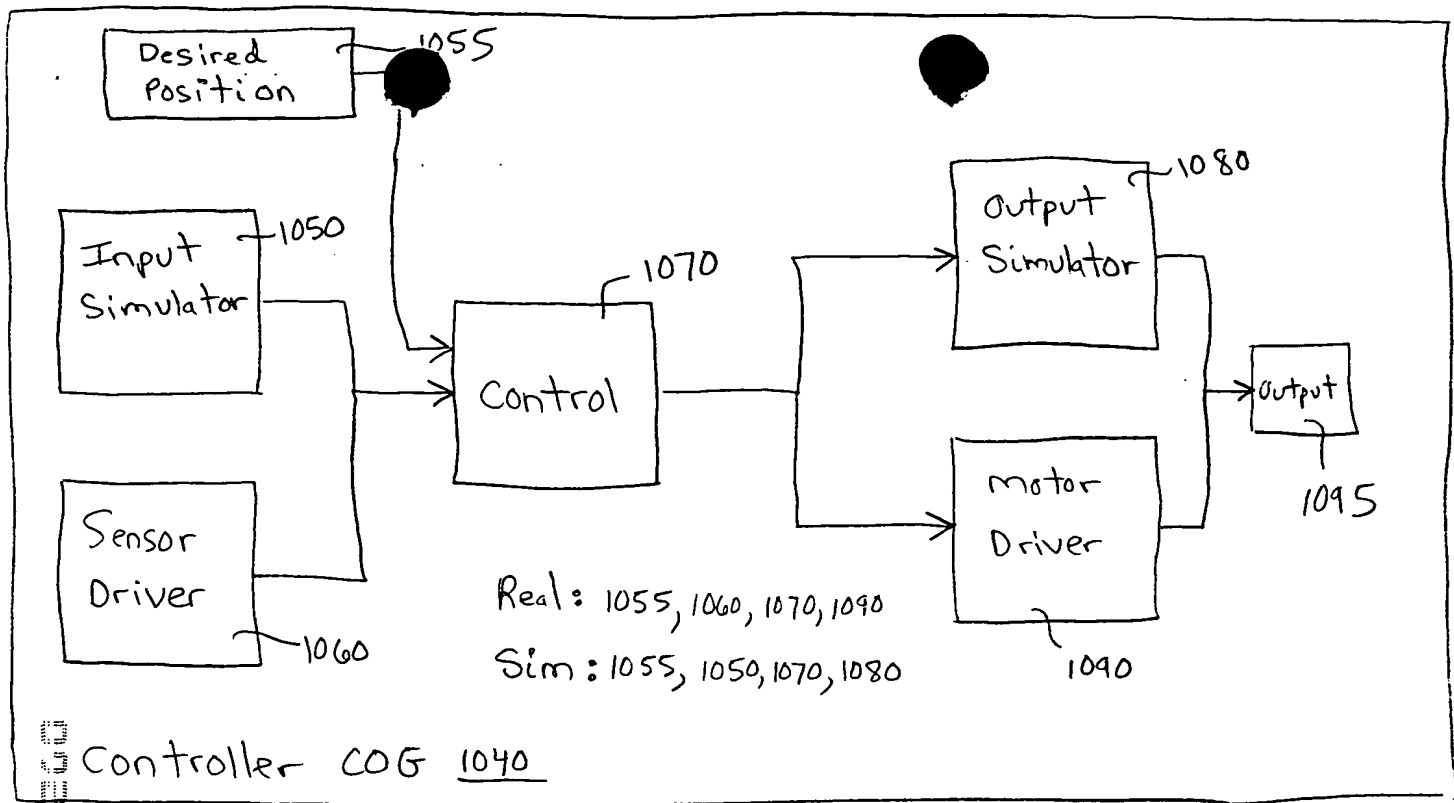 Desired
Position
1055
Input
Simulator
1050
Sensor
Driver
1060
Control
1070
Output
Simulator
1080
Motor
Driver
1090
Output
1095
Real: 1055, 1060, 1070, 1090
Sim: 1055, 1050, 1070, 1080
Controller COG 1040